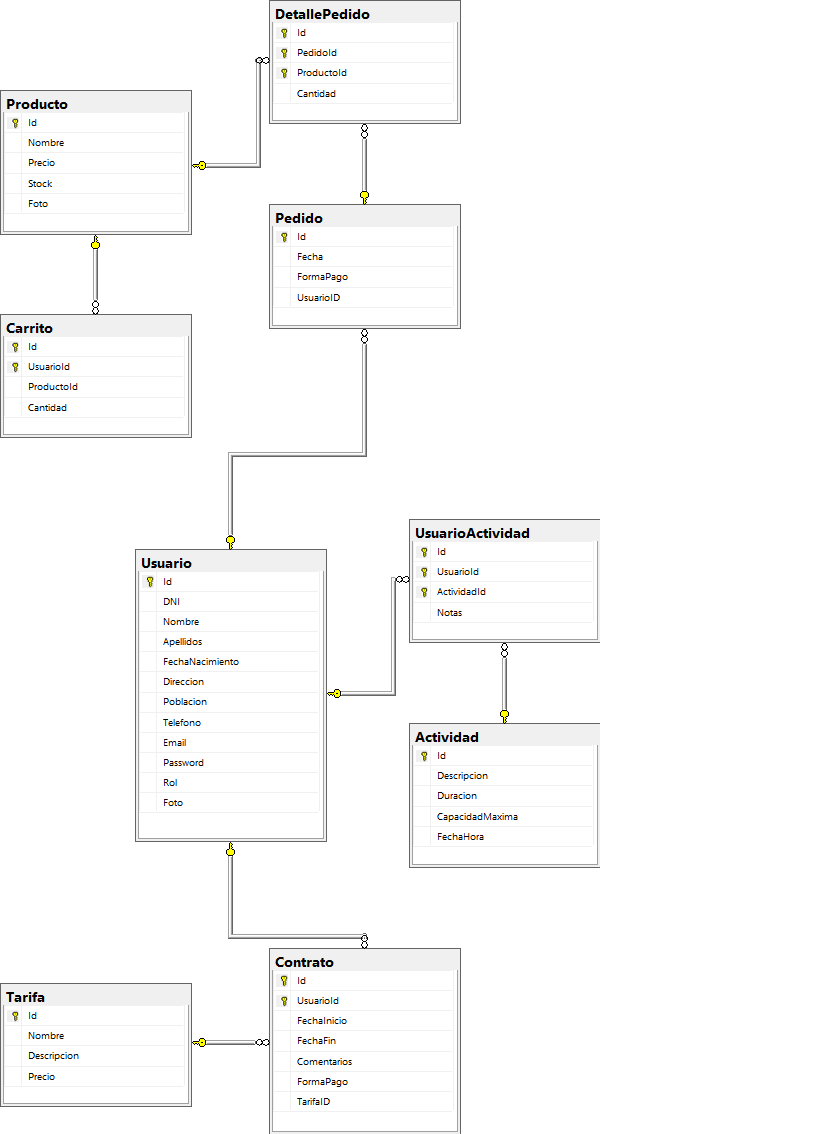 DetallePedido
Id
PedidoId
ProductoId
Cantidad
Producto
Id
Nombre
Precio
Stock
Foto
Pedido
Id
Fecha
FormaPago
UsuarioID
Carrito
Id
UsuarioId
ProductoId
Cantidad
UsuarioActividad
Id
UsuarioId
ActividadId
Notas
Usuario
Id
DNI
Nombre
Apellidos
FechaNacimiento
Direccion
Poblacion
Telefono
Email
Password
Rol
Foto
Actividad
Id
Descripcion
Duracion
CapacidadMaxima
FechaHora
Contrato
Id
UsuarioId
FechaInicio
FechaFin
Comentarios
FormaPago
TarifaID
Tarifa
Id
Nombre
Descripcion
Precio